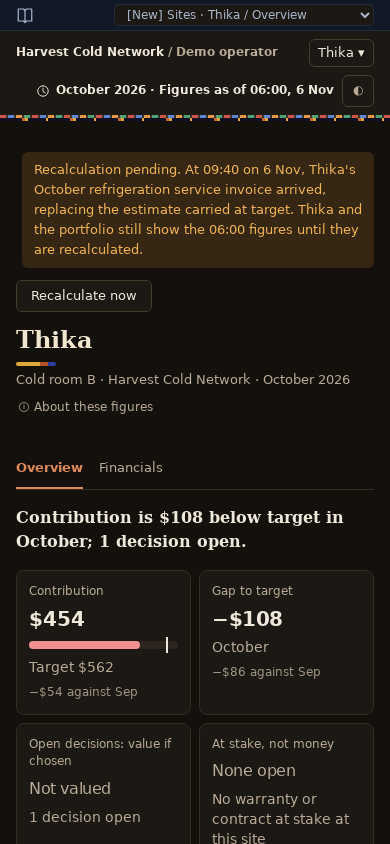 [New] Sites · Thika / Overview
Harvest Cold Network / Demo operator
Thika ▾
October 2026 · Figures as of 06:00, 6 Nov
Recalculation pending. At 09:40 on 6 Nov, Thika's
October refrigeration service invoice arrived,
replacing the estimate carried at target. Thika and
the portfolio still show the 06:00 figures until they
are recalculated.
Recalculate now
Thika
Cold room B · Harvest Cold Network · October 2026
About these figures
Overview
Financials
Contribution is $108 below target in
October; 1 decision open.
Contribution
$454
Target $562
−$54 against Sep
Gap to target
−$108
October
−$86 against Sep
Open decisions: value if
chosen
Not valued
1 decision open
At stake, not money
None open
No warranty or
contract at stake at
this site